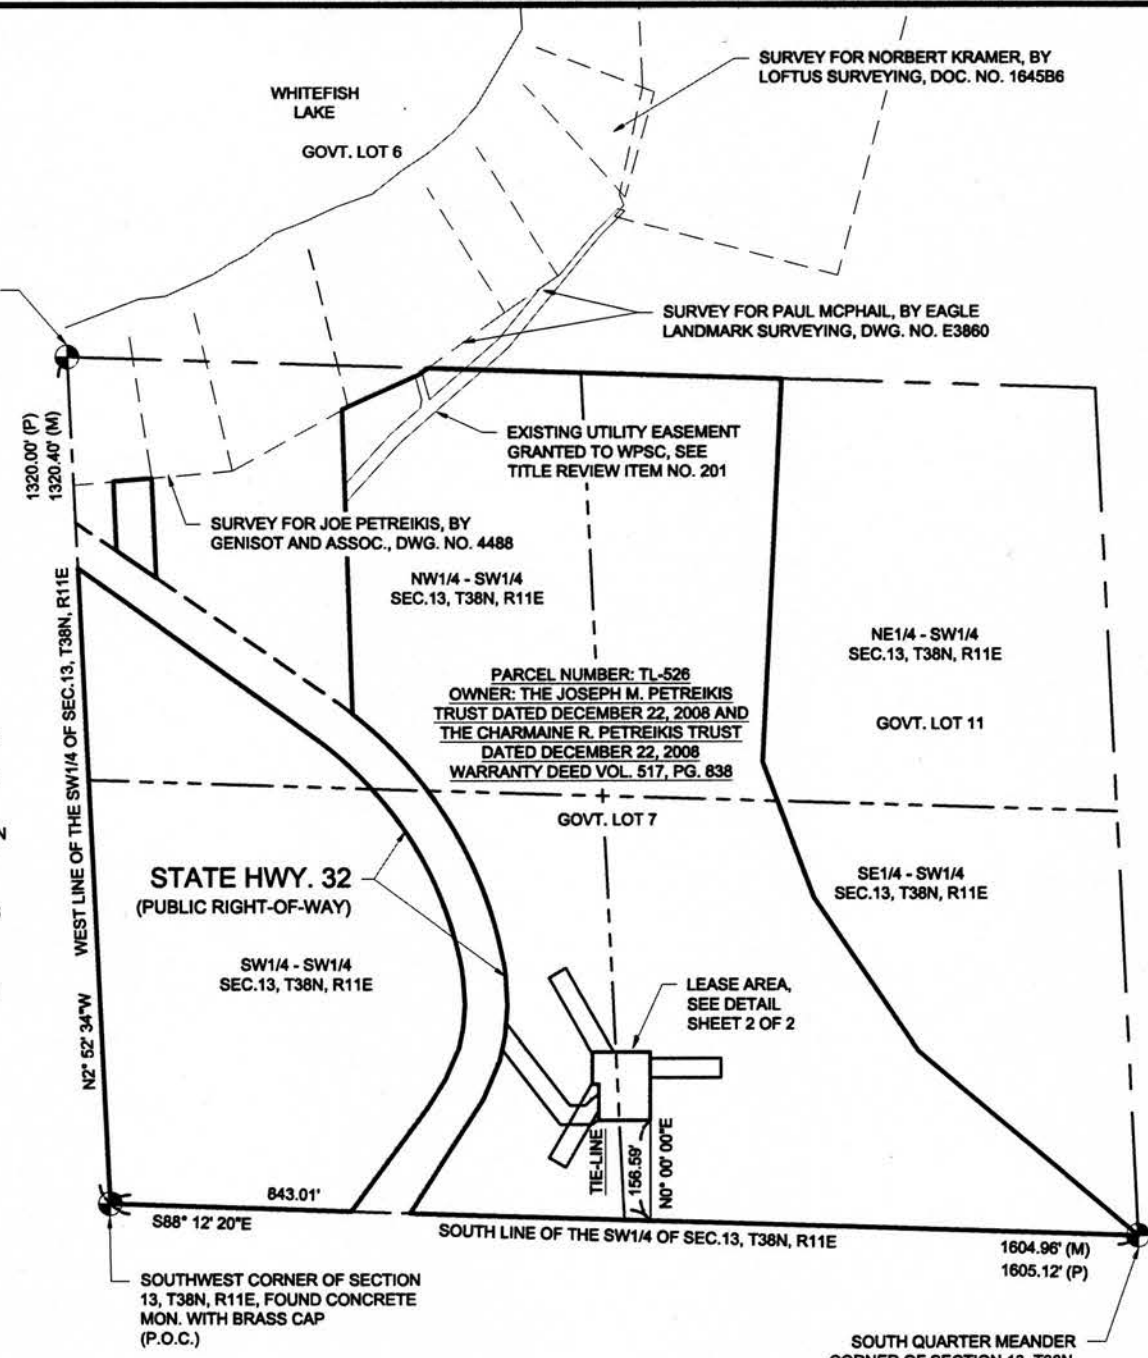 SURVEY FOR NORBERT KRAMER, BY
LOFTUS SURVEYING, DOC. NO. 1645B6
WHITEFISH
LAKE
GOVT. LOT 6
SURVEY FOR PAUL MCPHAIL, BY EAGLE
LANDMARK SURVEYING, DWG. NO. E3860
1320.00' (P)
1320.40' (M)
EXISTING UTILITY EASEMENT
GRANTED TO WPSC, SEE
TITLE REVIEW ITEM NO. 201
SURVEY FOR JOE PETREIKIS, BY
GENISOT AND ASSOC., DWG. NO. 4488
NW1/4 - SW1/4
SEC.13, T38N, R11E
NE1/4 - SW1/4
SEC.13, T38N, R11E
GOVT. LOT 11
WEST LINE OF THE SW1/4 OF SEC.13, T38N, R11E
PARCEL NUMBER: TL-526
OWNER: THE JOSEPH M. PETREIKIS
TRUST DATED DECEMBER 22, 2008 AND
THE CHARMAINE R. PETREIKIS TRUST
DATED DECEMBER 22, 2008
WARRANTY DEED VOL. 517, PG. 838
GOVT. LOT 7
STATE HWY. 32
(PUBLIC RIGHT-OF-WAY)
SE1/4 - SW1/4
SEC.13, T38N, R11E
SW1/4 - SW1/4
SEC.13, T38N, R11E
LEASE AREA,
SEE DETAIL
SHEET 2 OF 2
N2° 52' 34"W
TIE-LINE
156.59'
N0° 00' 00"E
843.01'
S88° 12' 20"E
SOUTH LINE OF THE SW1/4 OF SEC.13, T38N, R11E
1604.96' (M)
1605.12' (P)
SOUTHWEST CORNER OF SECTION
13, T38N, R11E, FOUND CONCRETE
MON. WITH BRASS CAP
(P.O.C.)
SOUTH QUARTER MEANDER